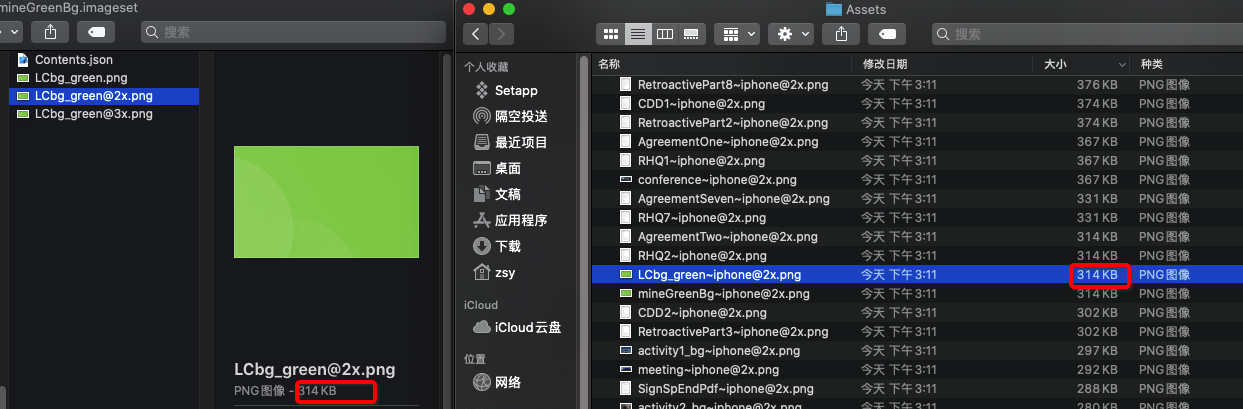 mineGreenBg.imageset
搜索
Contents.json
LCbg_green.png
LCbg_green@2x.png
LCbg_green@3x.png
LCbg_green@2x.png
PNG图像 - 314 KB
Assets
搜索
个人收藏
Setapp
隔空投送
最近项目
桌面
文稿
应用程序
下载
zsy
iCloud
iCloud云盘
位置
网络
名称 修改日期 大小 种类
RetroactivePart8~iphone@2x.png 今天 下午3:11 376 KB PNG图像
CDD1~iphone@2x.png 今天 下午3:11 374 KB PNG图像
RetroactivePart2~iphone@2x.png 今天 下午3:11 374 KB PNG图像
AgreementOne~iphone@2x.png 今天 下午3:11 367 KB PNG图像
RHQ1~iphone@2x.png 今天 下午3:11 367 KB PNG图像
conference~iphone@2x.png 今天 下午3:11 367 KB PNG图像
AgreementSeven~iphone@2x.png 今天 下午3:11 331 KB PNG图像
RHQ7~iphone@2x.png 今天 下午3:11 331 KB PNG图像
AgreementTwo~iphone@2x.png 今天 下午3:11 314 KB PNG图像
RHQ2~iphone@2x.png 今天 下午3:11 314 KB PNG图像
LCbg_green~iphone@2x.png 今天 下午3:11 314 KB PNG图像
mineGreenBg~iphone@2x.png 今天 下午3:11 314 KB PNG图像
CDD2~iphone@2x.png 今天 下午3:11 302 KB PNG图像
RetroactivePart3~iphone@2x.png 今天 下午3:11 302 KB PNG图像
activity1_bg~iphone@2x.png 今天 下午3:11 297 KB PNG图像
meeting~iphone@2x.png 今天 下午3:11 292 KB PNG图像
SignSpEndPdf~iphone@2x.png 今天 下午3:11 288 KB PNG图像
activity2_bg~iphone@2x.png 今天 下午3:11 280 KB PNG图像